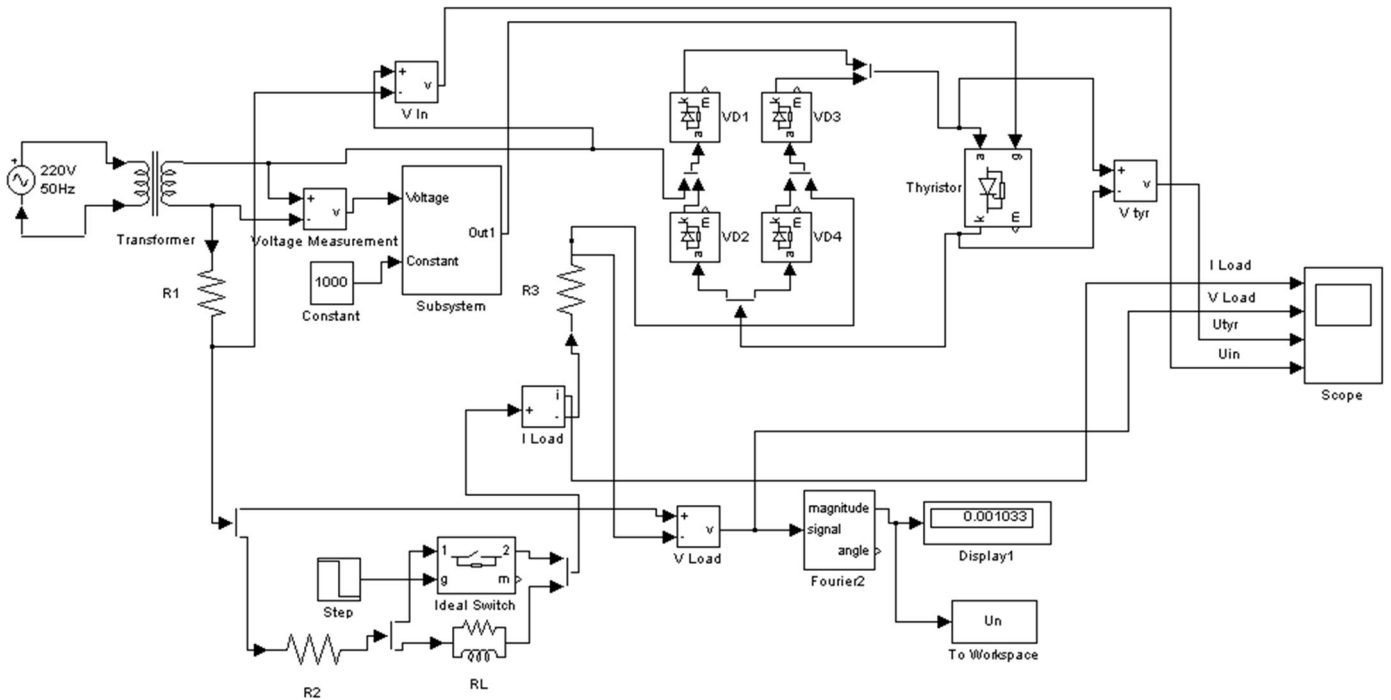 +
v
-
V In
k
m
a
VD1
k
m
a
VD3
+
220V
50Hz
Transformer
+
v
-
Voltage Measurement
Voltage
Out1
Constant
Subsystem
1000
Constant
R1
R3
k
m
a
VD2
k
m
a
VD4
a
g
Thyristor
k
m
+
v
-
V tyr
I Load
V Load
Utyr
Uin
Scope
+
i
-
I Load
+
v
-
V Load
magnitude
signal
angle
Fourier2
0.001033
Display1
Un
To Workspace
1
2
g
m
Ideal Switch
Step
R2
RL